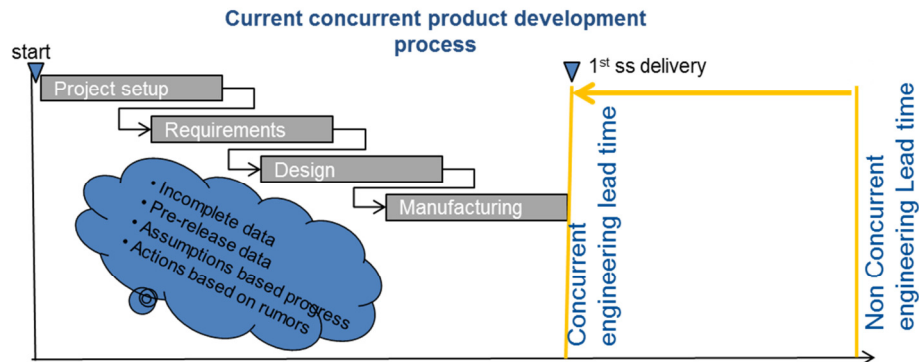 Current concurrent product development
process
start
1st ss delivery
Project setup
Requirements
Design
Manufacturing
• Incomplete data
• Pre-release data
• Assumptions based progress
• Actions based on rumors
Concurrent
engineering lead time
Non Concurrent
engineering Lead time